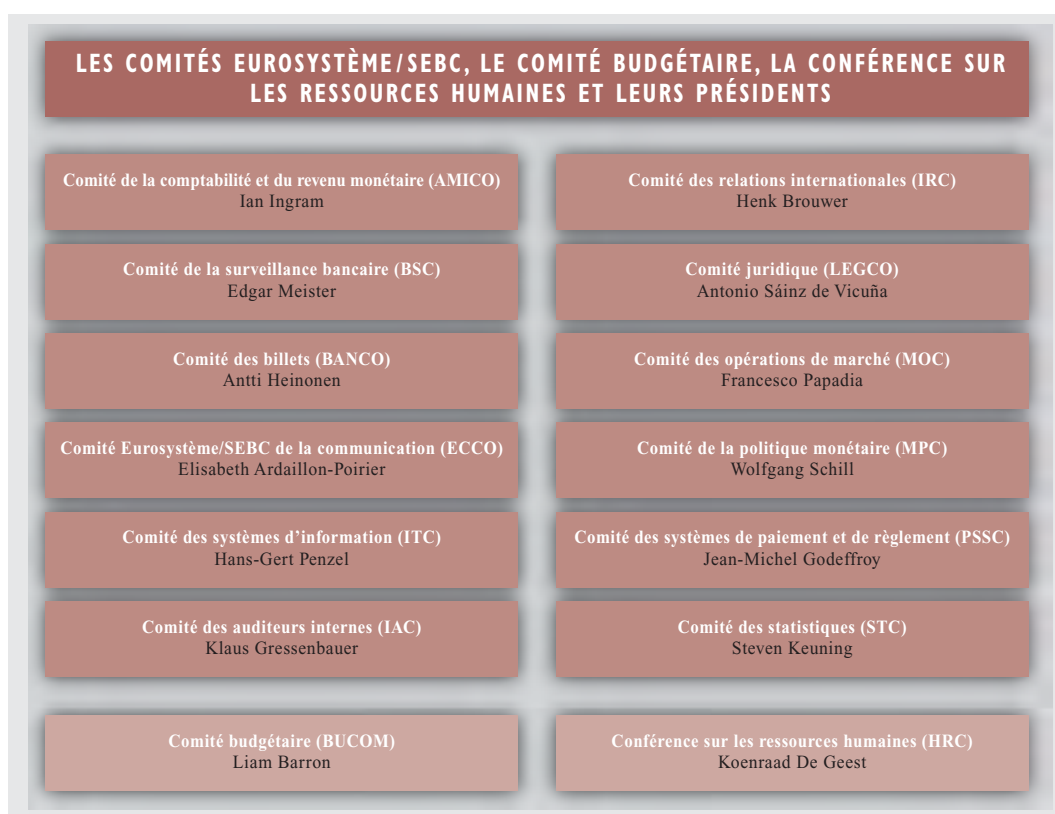 LES COMITÉS EUROSYSTÈME/SEBC, LE COMITÉ BUDGÉTAIRE, LA CONFÉRENCE SUR
LES RESSOURCES HUMAINES ET LEURS PRÉSIDENTS
Comité de la comptabilité et du revenu monétaire (AMICO)
Ian Ingram
Comité des relations internationales (IRC)
Henk Brouwer
Comité de la surveillance bancaire (BSC)
Edgar Meister
Comité juridique (LEGCO)
Antonio Sáinz de Vicuña
Comité des billets (BANCO)
Antti Heinonen
Comité des opérations de marché (MOC)
Francesco Papadia
Comité Eurosystème/SEBC de la communication (ECCO)
Elisabeth Ardaillon-Poirier
Comité de la politique monétaire (MPC)
Wolfgang Schill
Comité des systèmes d’information (ITC)
Hans-Gert Penzel
Comité des systèmes de paiement et de règlement (PSSC)
Jean-Michel Godeffroy
Comité des auditeurs internes (IAC)
Klaus Gressenbauer
Comité des statistiques (STC)
Steven Keuning
Comité budgétaire (BUCOM)
Liam Barron
Conférence sur les ressources humaines (HRC)
Koenraad De Geest